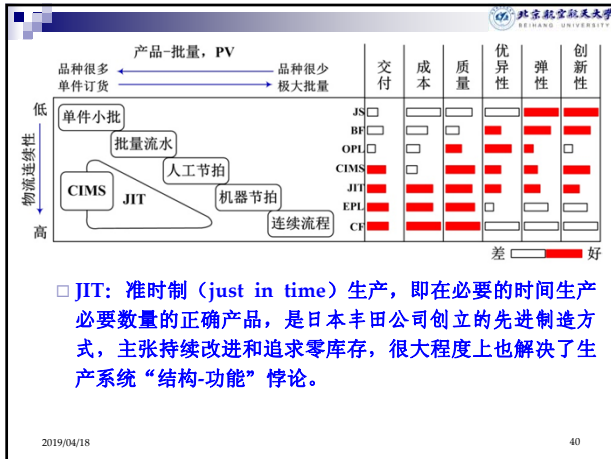 北京航空航天大学
BEIHANG UNIVERSITY
产品-批量，PV
品种很多
品种很少
单件订货
极大批量
交付
成本
质量
优异性
弹性
创新性
低
物流连续性
高
单件小批
批量流水
人工节拍
机器节拍
连续流程
CIMS
JIT
JS
BF
OPL
CIMS
JIT
EPL
CF
差
好
JIT：准时制（just in time）生产，即在必要的时间生产
必要数量的正确产品，是日本丰田公司创立的先进制造方
式，主张持续改进和追求零库存，很大程度上也解决了生
产系统“结构-功能”悖论。
2019/04/18
40